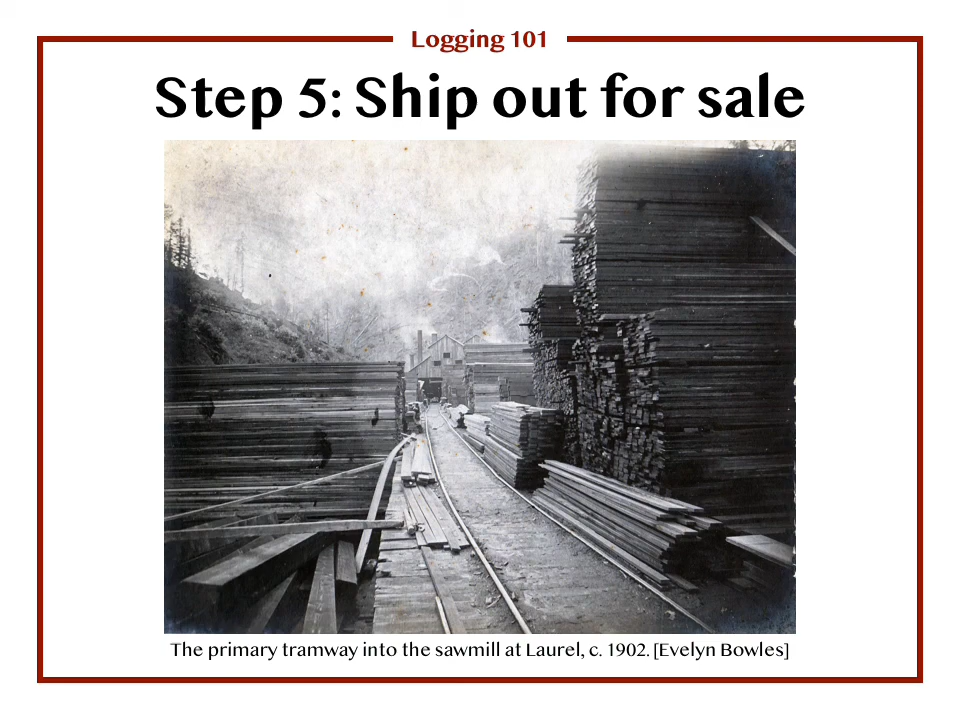 Logging 101
Step 5: Ship out for sale
The primary tramway into the sawmill at Laurel, c. 1902. [Evelyn Bowles]